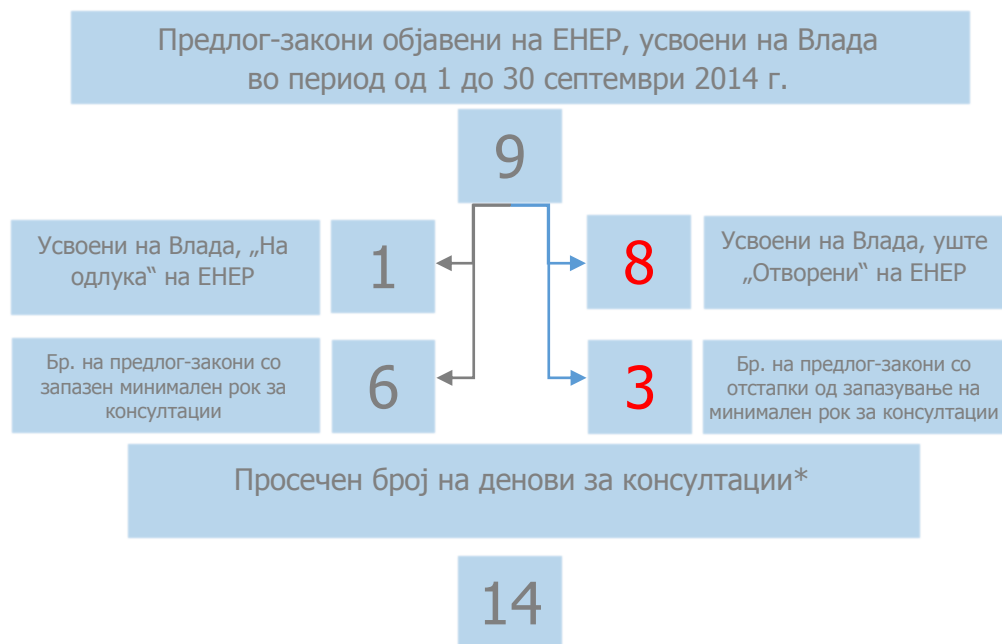 Предлог-закони објавени на ЕНЕР, усвоени на Влада
во период од 1 до 30 септември 2014 г.
9
Усвоени на Влада, „На
одлука“ на ЕНЕР
1
8
Усвоени на Влада, уште
„Отворени“ на ЕНЕР
Бр. на предлог-закони со
запазен минимален рок за
консултации
6
3
Бр. на предлог-закони со
отстапки од запазување на
минимален рок за консултации
Просечен број на денови за консултации*
14